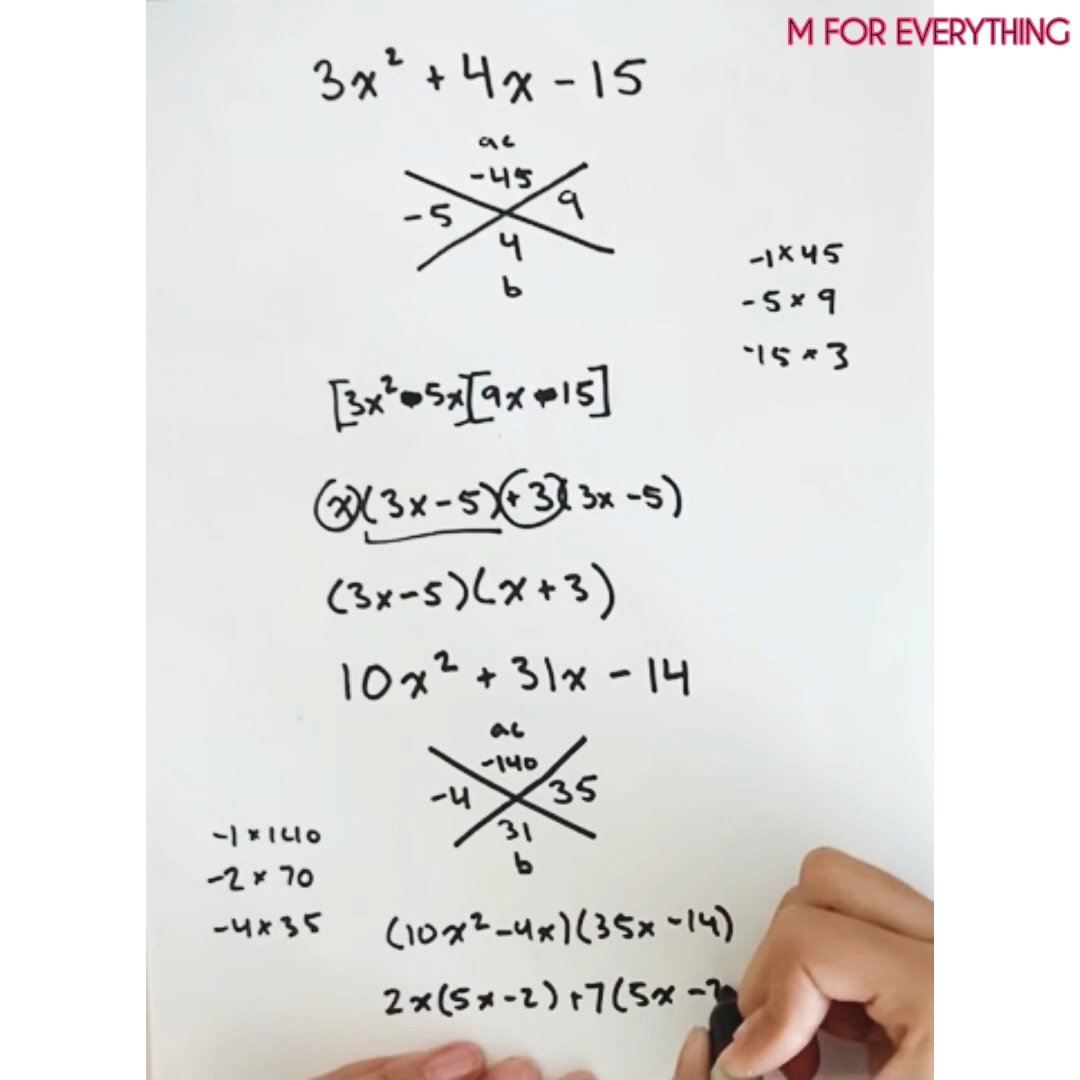 M FOR EVERYTHING
3x² + 4x - 15
ac
-45
-5 9
4
b
-1 × 45
-5 × 9
-15 × 3
[3x² - 5x][9x - 15]
x(3x - 5) + 3(3x - 5)
(3x - 5)(x + 3)
10x² + 31x - 14
ac
-140
-4 35
31
b
-1 × 140
-2 × 70
-4 × 35
(10x² - 4x)(35x - 14)
2x(5x - 2) + 7(5x -